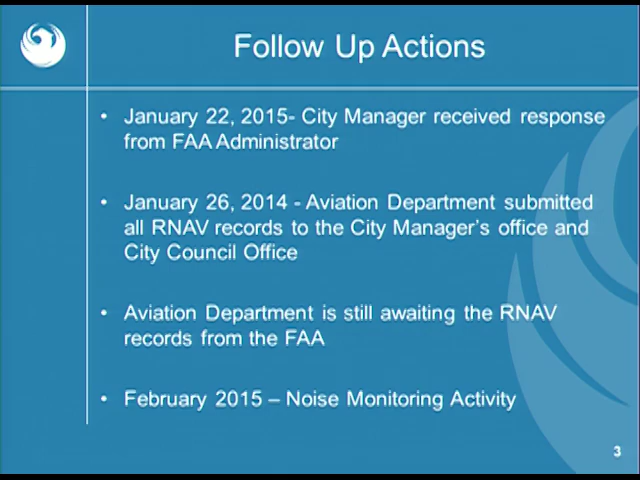 Follow Up Actions
• January 22, 2015- City Manager received response
from FAA Administrator
• January 26, 2014 - Aviation Department submitted
all RNAV records to the City Manager's office and
City Council Office
• Aviation Department is still awaiting the RNAV
records from the FAA
• February 2015 – Noise Monitoring Activity
3